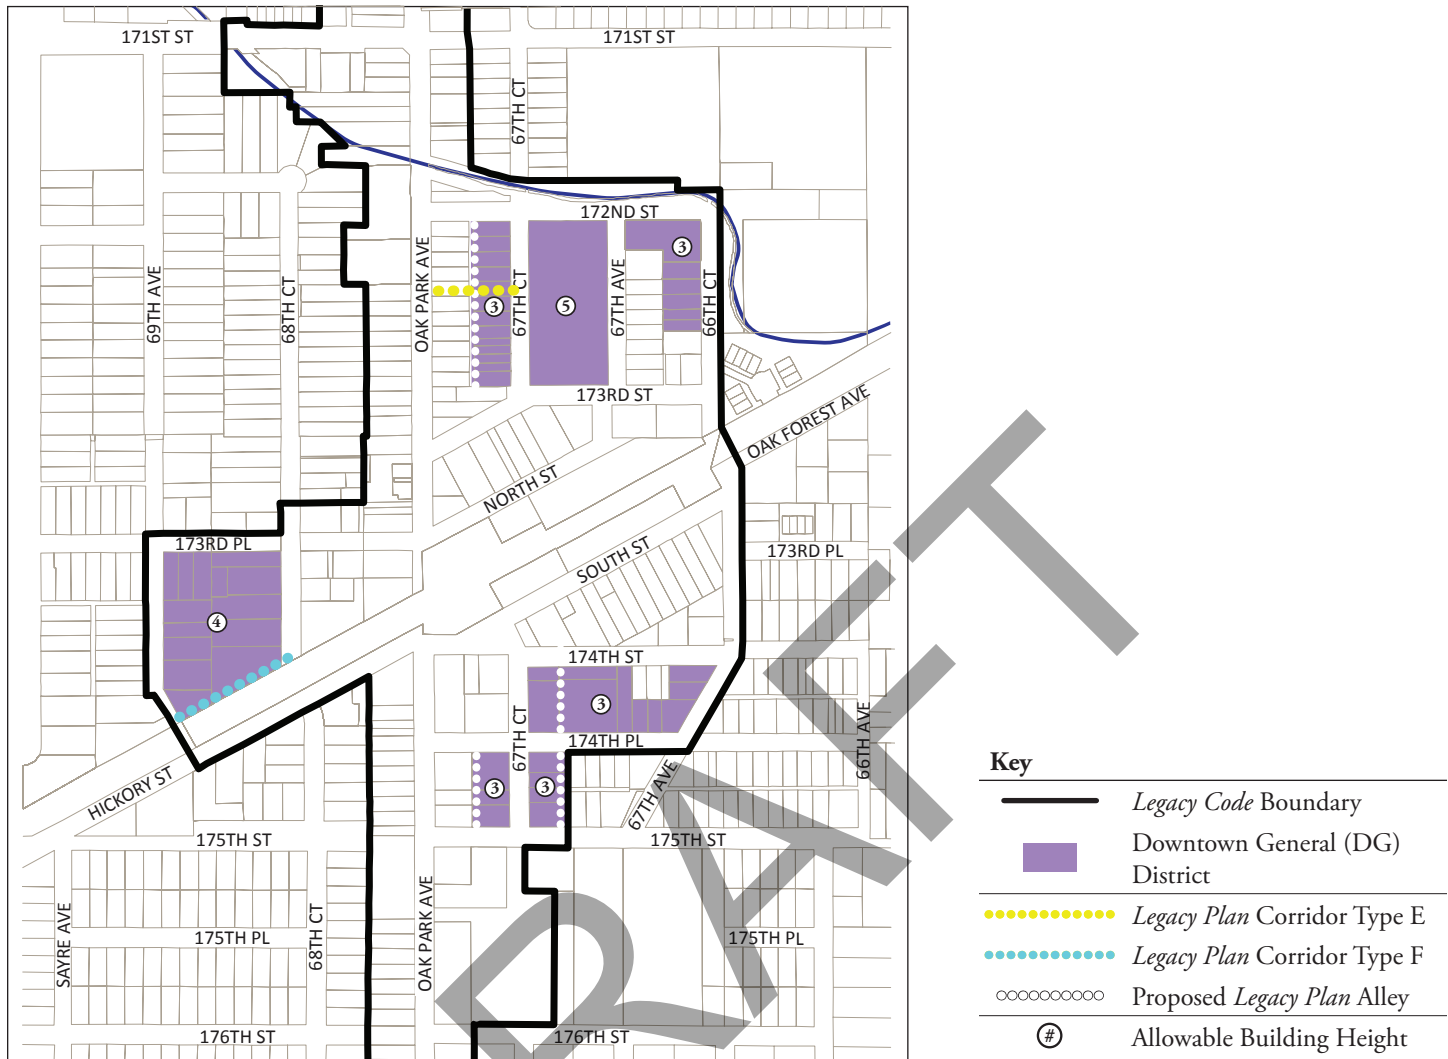 171ST ST
171ST ST
67TH CT
172ND ST
69TH AVE
68TH CT
OAK PARK AVE
3
67TH CT
5
67TH AVE
3
66TH CT
173RD ST
OAK FOREST AVE
NORTH ST
SOUTH ST
173RD PL
173RD PL
4
174TH ST
3
67TH CT
174TH PL
3
3
67TH AVE
66TH AVE
HICKORY ST
175TH ST
175TH ST
SAYRE AVE
68TH CT
OAK PARK AVE
175TH PL
175TH PL
176TH ST
176TH ST
DRAFT
Key
Legacy Code Boundary
Downtown General (DG)
District
Legacy Plan Corridor Type E
Legacy Plan Corridor Type F
Proposed Legacy Plan Alley
# Allowable Building Height